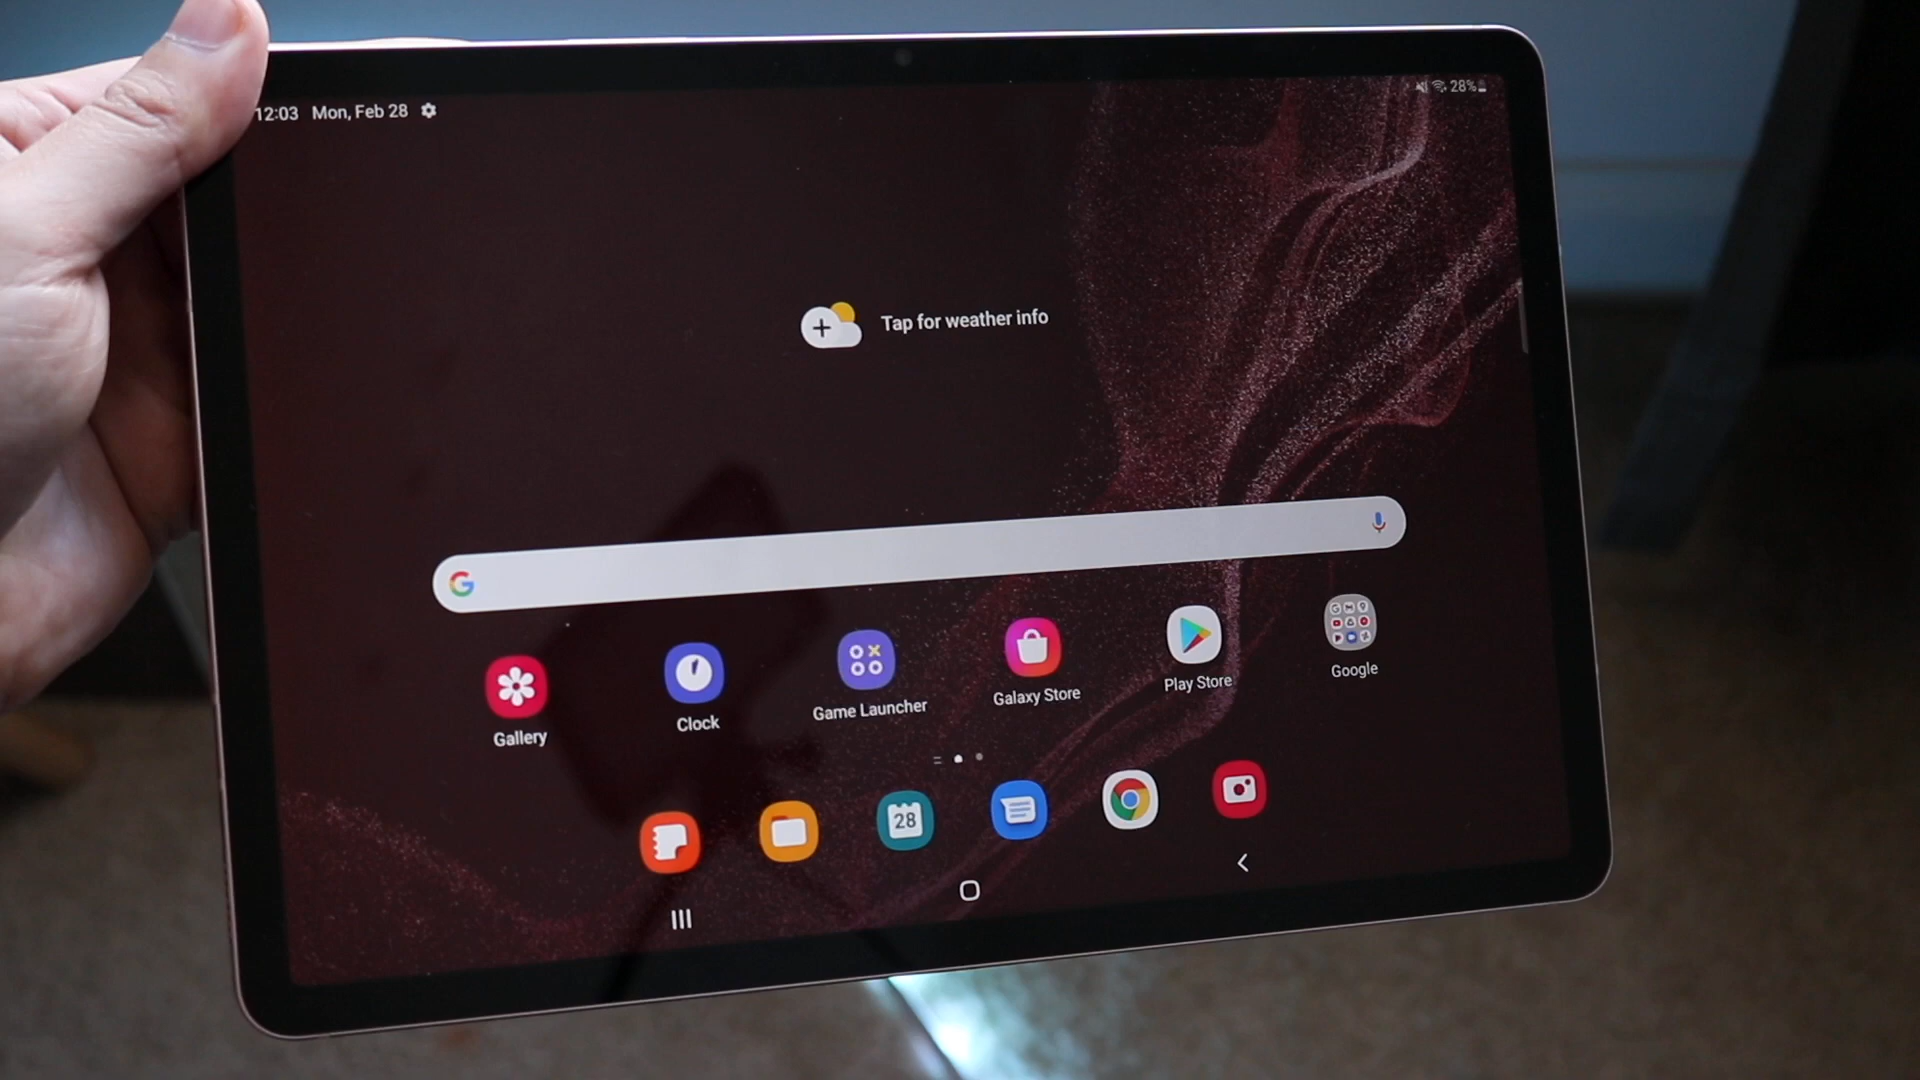 12:03 Mon, Feb 28
28%
Tap for weather info
G
Gallery
Clock
Game Launcher
Galaxy Store
Play Store
Google
28